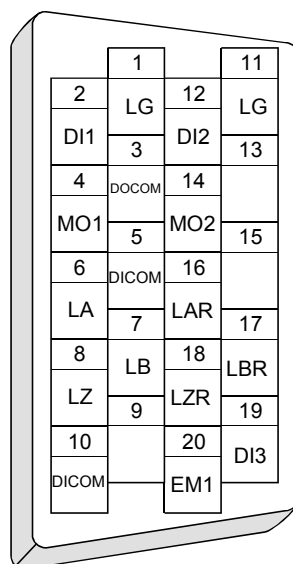 1 11
2 LG 12 LG
DI1 3 DI2 13
4 DOCOM 14
MO1 5 MO2 15
6 DICOM 16
LA 7 LAR 17
8 LB 18 LBR
LZ 9 LZR 19
10 20 DI3
DICOM EM1